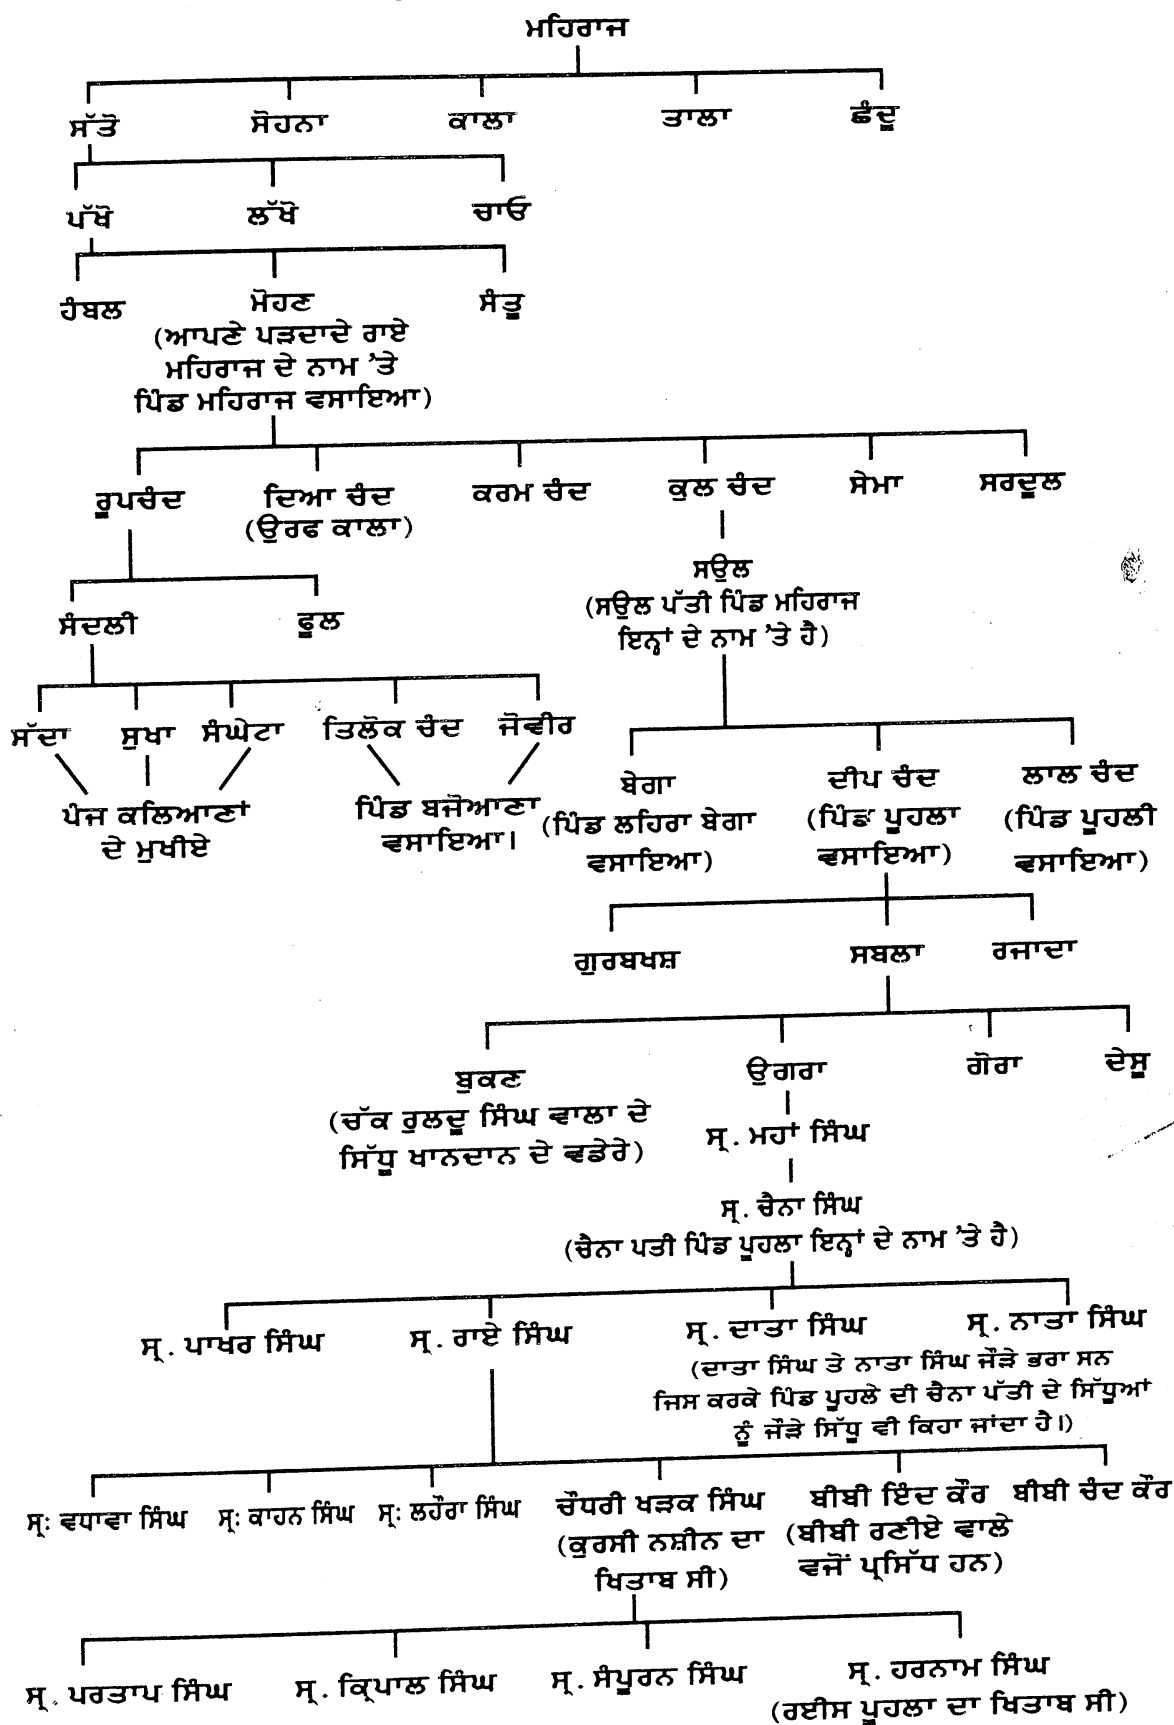 ਮਹਿਰਾਜ
ਸੱਤੋ ਸੋਹਨਾ ਕਾਲਾ ਤਾਲਾ ਛੰਦੂ
ਪੱਖੋ ਲੱਖੋ ਚਾਓ
ਹੰਬਲ ਮੋਹਣ ਸੰਤੂ
(ਆਪਣੇ ਪੜਦਾਦੇ ਰਾਏ
ਮਹਿਰਾਜ ਦੇ ਨਾਮ 'ਤੇ
ਪਿੰਡ ਮਹਿਰਾਜ ਵਸਾਇਆ)
ਰੂਪਚੰਦ ਦਿਆ ਚੰਦ ਕਰਮ ਚੰਦ ਕੁਲ ਚੰਦ ਸੇਮਾ ਸਰਦੂਲ
(ਉਰਫ ਕਾਲਾ)
ਸਉਲ
(ਸਉਲ ਪੱਤੀ ਪਿੰਡ ਮਹਿਰਾਜ
ਇਨ੍ਹਾਂ ਦੇ ਨਾਮ 'ਤੇ ਹੈ)
ਸੰਦਲੀ ਫੂਲ
ਸੱਦਾ ਸੁਖਾ ਸੰਘੇਟਾ ਤਿਲੋਕ ਚੰਦ ਜੋਵੀਰ
ਪੰਜ ਕਲਿਆਣਾਂ
ਦੇ ਮੁਖੀਏ
ਪਿੰਡ ਬਜੋਆਣਾ
ਵਸਾਇਆ।
ਬੇਗਾ
(ਪਿੰਡ ਲਹਿਰਾ ਬੇਗਾ
ਵਸਾਇਆ)
ਦੀਪ ਚੰਦ
(ਪਿੰਡ ਪੂਹਲਾ
ਵਸਾਇਆ)
ਲਾਲ ਚੰਦ
(ਪਿੰਡ ਪੂਹਲੀ
ਵਸਾਇਆ)
ਗੁਰਬਖਸ਼ ਸਬਲਾ ਰਜਾਦਾ
ਬੁਕਣ ਉਗਰਾ ਗੋਰਾ ਦੇਸੂ
(ਚੱਕ ਰੁਲਦੂ ਸਿੰਘ ਵਾਲਾ ਦੇ
ਸਿੱਧੂ ਖਾਨਦਾਨ ਦੇ ਵਡੇਰੇ)
ਸ੍ਰ. ਮਹਾਂ ਸਿੰਘ
ਸ੍ਰ. ਚੈਨਾ ਸਿੰਘ
(ਚੈਨਾ ਪਤੀ ਪਿੰਡ ਪੂਹਲਾ ਇਨ੍ਹਾਂ ਦੇ ਨਾਮ 'ਤੇ ਹੈ)
ਸ੍ਰ. ਪਾਖਰ ਸਿੰਘ ਸ੍ਰ. ਰਾਏ ਸਿੰਘ ਸ੍ਰ. ਦਾਤਾ ਸਿੰਘ ਸ੍ਰ. ਨਾਤਾ ਸਿੰਘ
(ਦਾਤਾ ਸਿੰਘ ਤੇ ਨਾਤਾ ਸਿੰਘ ਜੌੜੇ ਭਰਾ ਸਨ
ਜਿਸ ਕਰਕੇ ਪਿੰਡ ਪੂਹਲੇ ਦੀ ਚੈਨਾ ਪੱਤੀ ਦੇ ਸਿੱਧੂਆਂ
ਨੂੰ ਜੌੜੇ ਸਿੱਧੂ ਵੀ ਕਿਹਾ ਜਾਂਦਾ ਹੈ।)
ਸ੍ਰ: ਵਧਾਵਾ ਸਿੰਘ ਸ੍ਰ: ਕਾਹਨ ਸਿੰਘ ਸ੍ਰ: ਲਹੌਰਾ ਸਿੰਘ ਚੌਧਰੀ ਖੜਕ ਸਿੰਘ ਬੀਬੀ ਇੰਦ ਕੌਰ ਬੀਬੀ ਚੰਦ ਕੌਰ
(ਕੁਰਸੀ ਨਸ਼ੀਨ ਦਾ
ਖਿਤਾਬ ਸੀ)
(ਬੀਬੀ ਰਣੀਏ ਵਾਲੇ
ਵਜੋਂ ਪ੍ਰਸਿੱਧ ਹਨ)
ਸ੍ਰ. ਪਰਤਾਪ ਸਿੰਘ ਸ੍ਰ. ਕ੍ਰਿਪਾਲ ਸਿੰਘ ਸ੍ਰ. ਸੰਪੂਰਨ ਸਿੰਘ ਸ੍ਰ. ਹਰਨਾਮ ਸਿੰਘ
(ਰਈਸ ਪੂਹਲਾ ਦਾ ਖਿਤਾਬ ਸੀ)